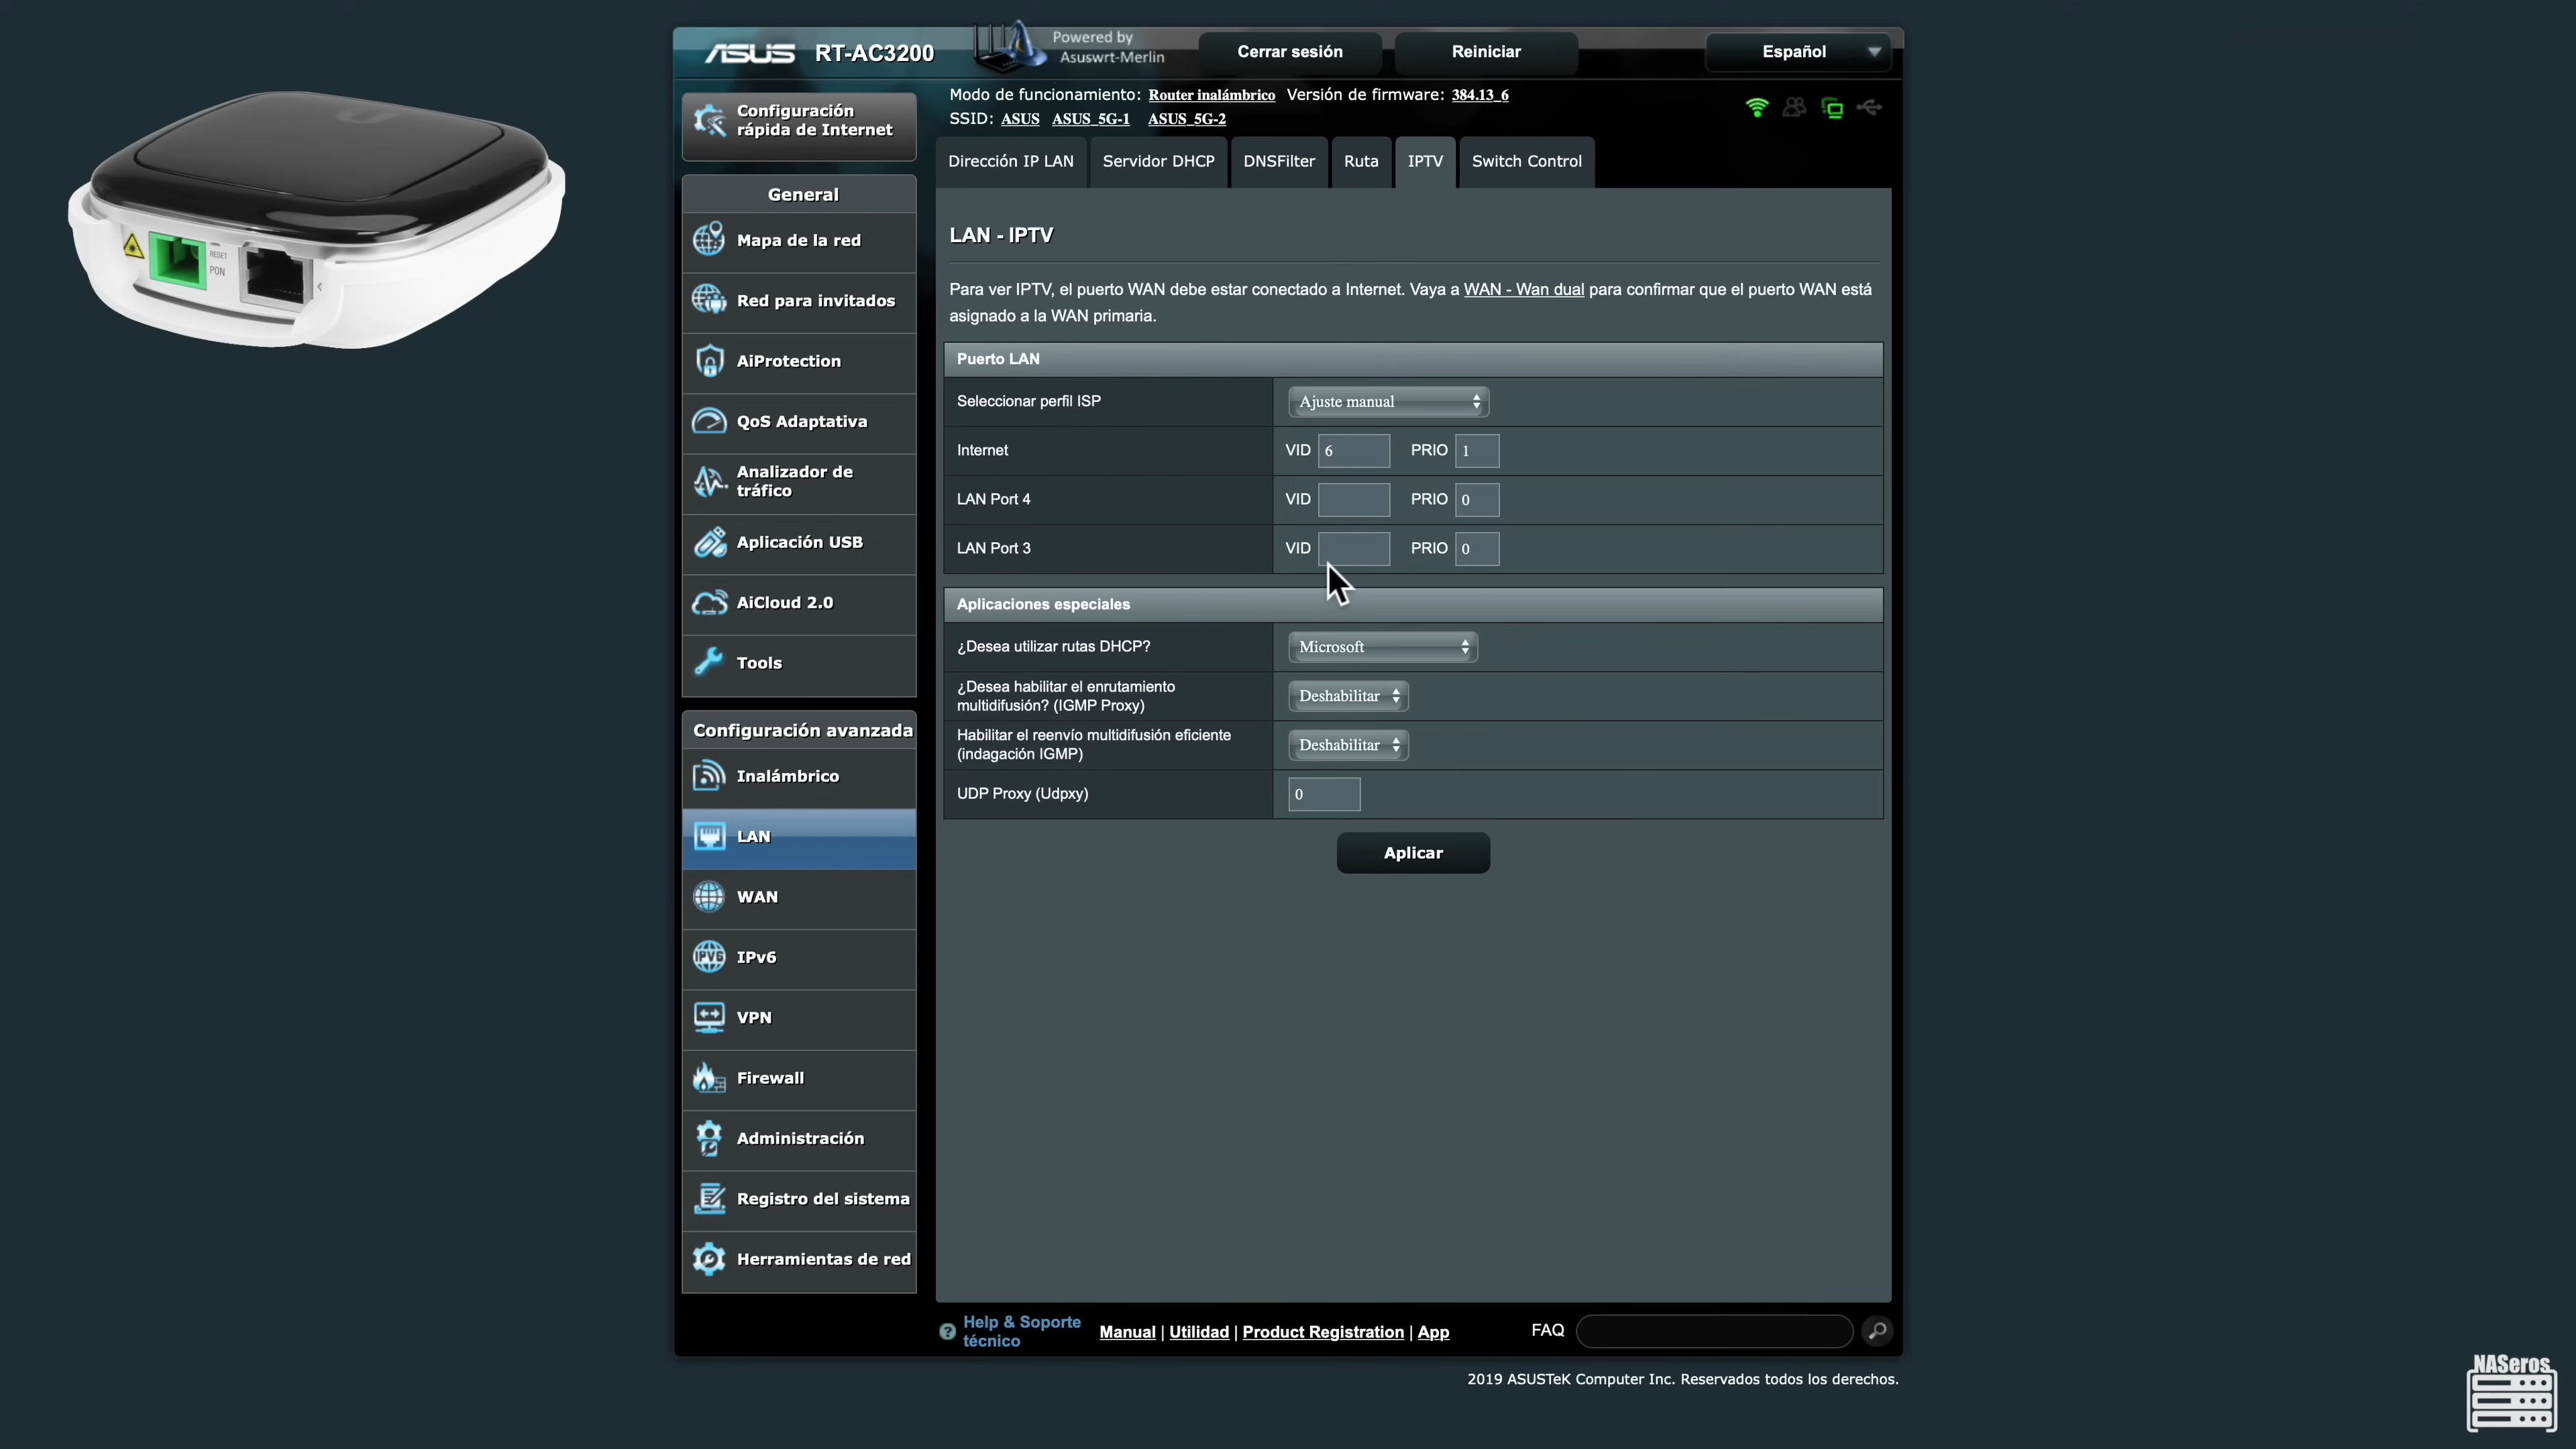 ASUS RT-AC3200
Powered by
Asuswrt-Merlin
Cerrar sesión
Reiniciar
Español
Modo de funcionamiento: Router inalámbrico Versión de firmware: 384.13_6
SSID: ASUS ASUS_5G-1 ASUS_5G-2
Configuración
rápida de Internet
General
Mapa de la red
Red para invitados
AiProtection
QoS Adaptativa
Analizador de
tráfico
Aplicación USB
AiCloud 2.0
Tools
Configuración avanzada
Inalámbrico
LAN
WAN
IPv6
VPN
Firewall
Administración
Registro del sistema
Herramientas de red
Dirección IP LAN
Servidor DHCP
DNSFilter
Ruta
IPTV
Switch Control
LAN - IPTV
Para ver IPTV, el puerto WAN debe estar conectado a Internet. Vaya a WAN - Wan dual para confirmar que el puerto WAN está
asignado a la WAN primaria.
Puerto LAN
Seleccionar perfil ISP Ajuste manual
Internet VID 6 PRIO 1
LAN Port 4 VID PRIO 0
LAN Port 3 VID PRIO 0
Aplicaciones especiales
¿Desea utilizar rutas DHCP? Microsoft
¿Desea habilitar el enrutamiento
multidifusión? (IGMP Proxy) Deshabilitar
Habilitar el reenvío multidifusión eficiente
(indagación IGMP) Deshabilitar
UDP Proxy (Udpxy) 0
Aplicar
Help & Soporte
técnico
Manual | Utilidad | Product Registration | App
FAQ
2019 ASUSTeK Computer Inc. Reservados todos los derechos.
RESET
PON
IPV6
NASeros